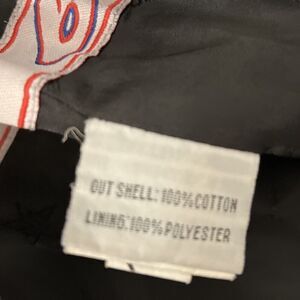 OUT SHELL: 100%COTTON
LINING:100%POLYESTER